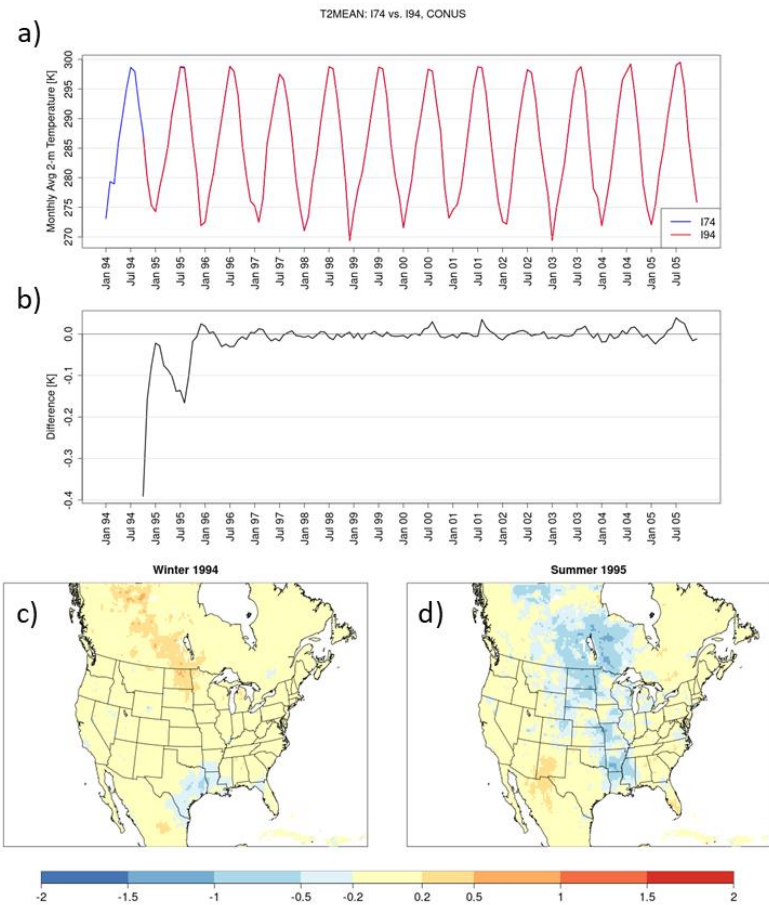 T2MEAN: I74 vs. I94, CONUS
a)
Monthly Avg 2-m Temperature [K]
300
295
290
285
280
275
270
I74
I94
Jan 94
Jul 94
Jan 95
Jul 95
Jan 96
Jul 96
Jan 97
Jul 97
Jan 98
Jul 98
Jan 99
Jul 99
Jan 00
Jul 00
Jan 01
Jul 01
Jan 02
Jul 02
Jan 03
Jul 03
Jan 04
Jul 04
Jan 05
Jul 05
b)
Difference [K]
0.0
-0.1
-0.2
-0.3
-0.4
Jan 94
Jul 94
Jan 95
Jul 95
Jan 96
Jul 96
Jan 97
Jul 97
Jan 98
Jul 98
Jan 99
Jul 99
Jan 00
Jul 00
Jan 01
Jul 01
Jan 02
Jul 02
Jan 03
Jul 03
Jan 04
Jul 04
Jan 05
Jul 05
Winter 1994
c)
Summer 1995
d)
-2 -1.5 -1 -0.5 -0.2 0.2 0.5 1 1.5 2